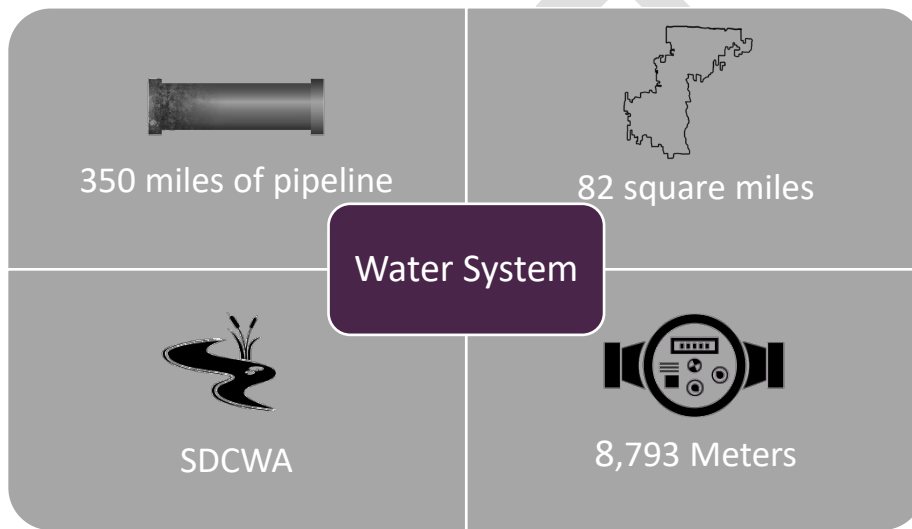 350 miles of pipeline
82 square miles
Water System
SDCWA
8,793 Meters